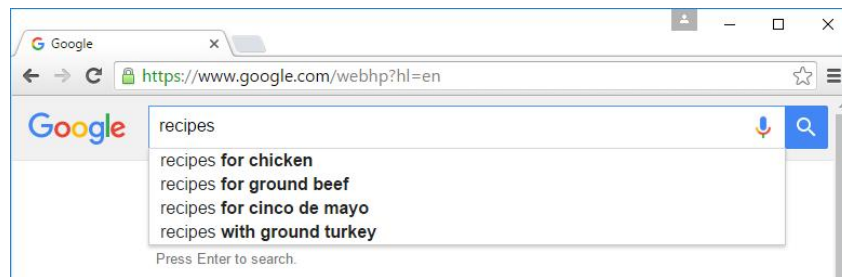 Google
https://www.google.com/webhp?hl=en
Google recipes
recipes for chicken
recipes for ground beef
recipes for cinco de mayo
recipes with ground turkey
Press Enter to search.